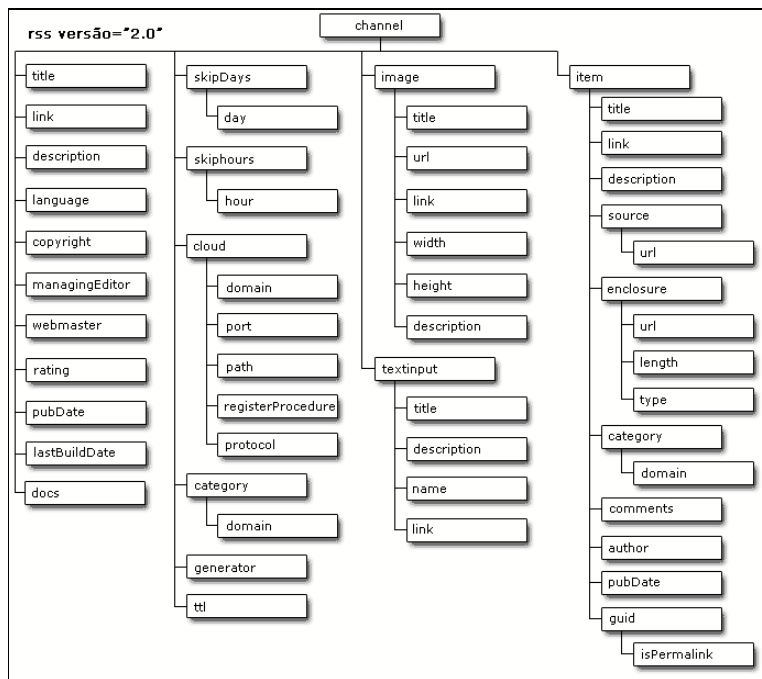 channel
rss versão="2.0"
title
link
description
language
copyright
managingEditor
webmaster
rating
pubDate
lastBuildDate
docs
skipDays
day
skiphours
hour
cloud
domain
port
path
registerProcedure
protocol
category
domain
generator
ttl
image
title
url
link
width
height
description
textinput
title
description
name
link
item
title
link
description
source
url
enclosure
url
length
type
category
domain
comments
author
pubDate
guid
isPermalink